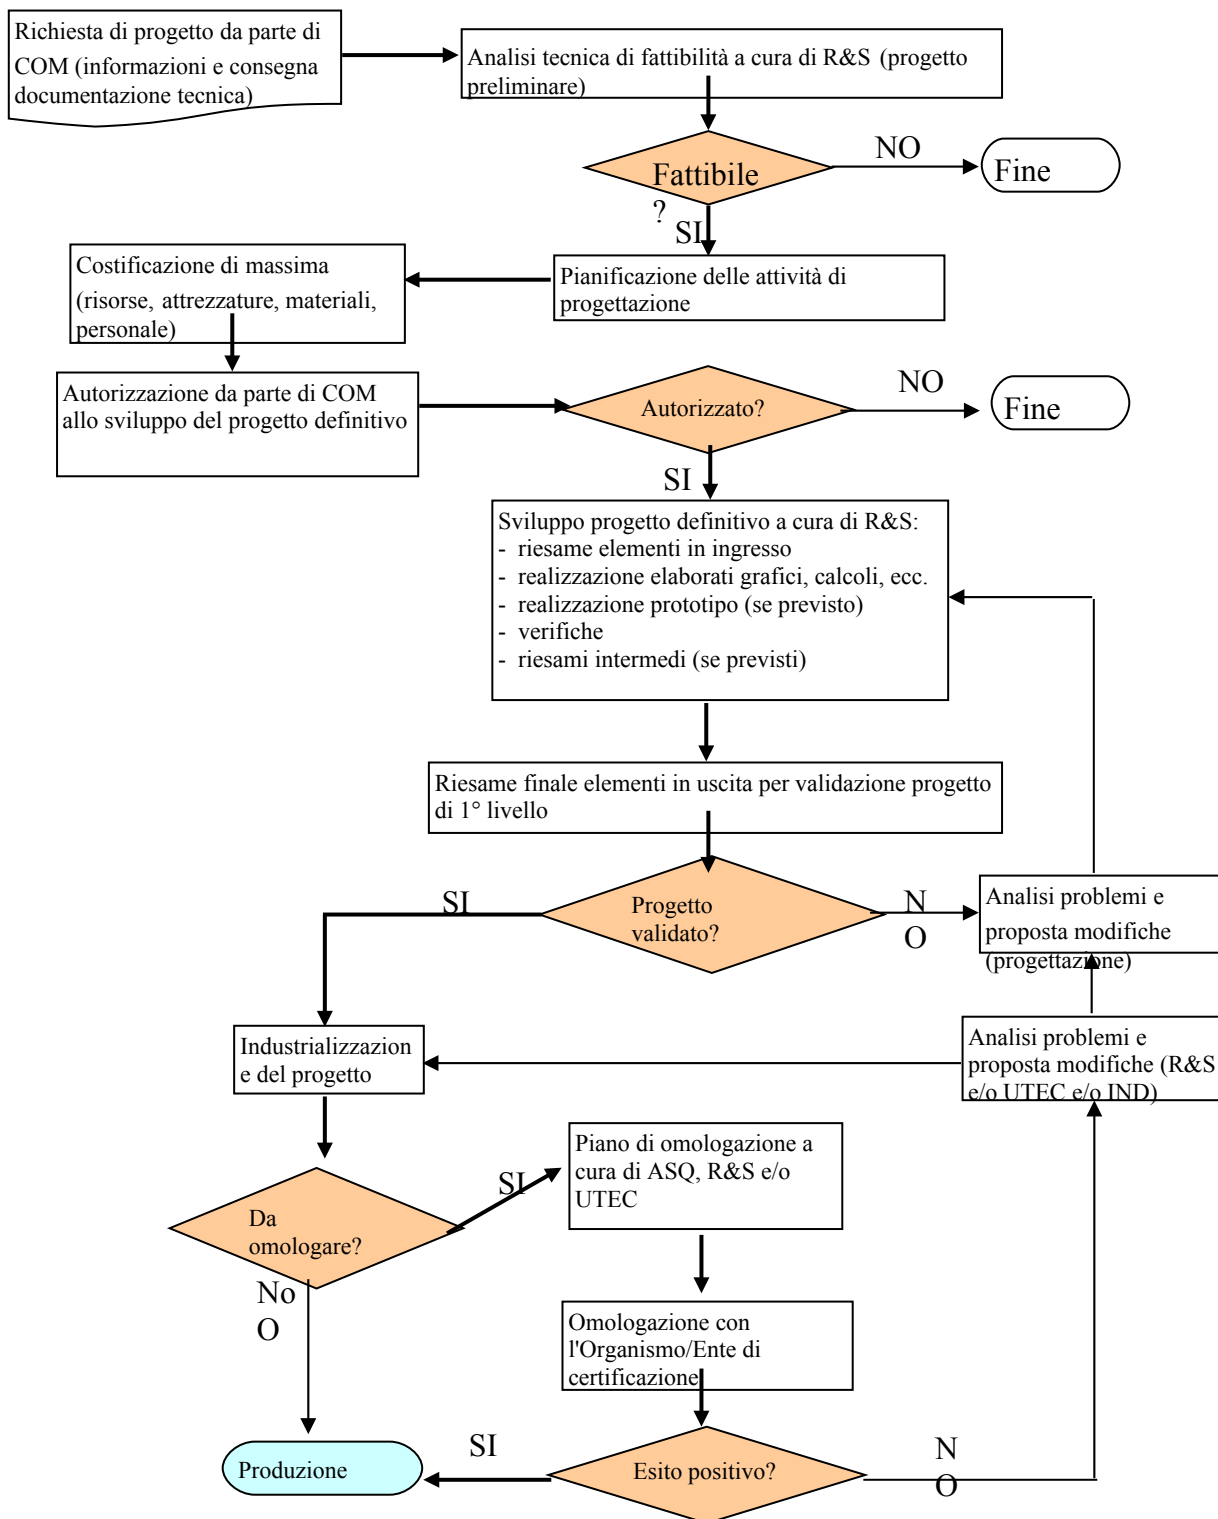 Richiesta di progetto da parte di
COM (informazioni e consegna
documentazione tecnica)
Analisi tecnica di fattibilità a cura di R&S (progetto
preliminare)
Fattibile
?
NO
Fine
SI
Pianificazione delle attività di
progettazione
Costificazione di massima
(risorse, attrezzature, materiali,
personale)
Autorizzazione da parte di COM
allo sviluppo del progetto definitivo
Autorizzato?
NO
Fine
SI
Sviluppo progetto definitivo a cura di R&S:
- riesame elementi in ingresso
- realizzazione elaborati grafici, calcoli, ecc.
- realizzazione prototipo (se previsto)
- verifiche
- riesami intermedi (se previsti)
Riesame finale elementi in uscita per validazione progetto
di 1° livello
SI
Progetto
validato?
N
O
Analisi problemi e
proposta modifiche
(progettazione)
Industrializzazion
e del progetto
Analisi problemi e
proposta modifiche (R&S
e/o UTEC e/o IND)
Da
omologare?
SI
Piano di omologazione a
cura di ASQ, R&S e/o
UTEC
No
O
Omologazione con
l'Organismo/Ente di
certificazione
Produzione
SI
Esito positivo?
N
O